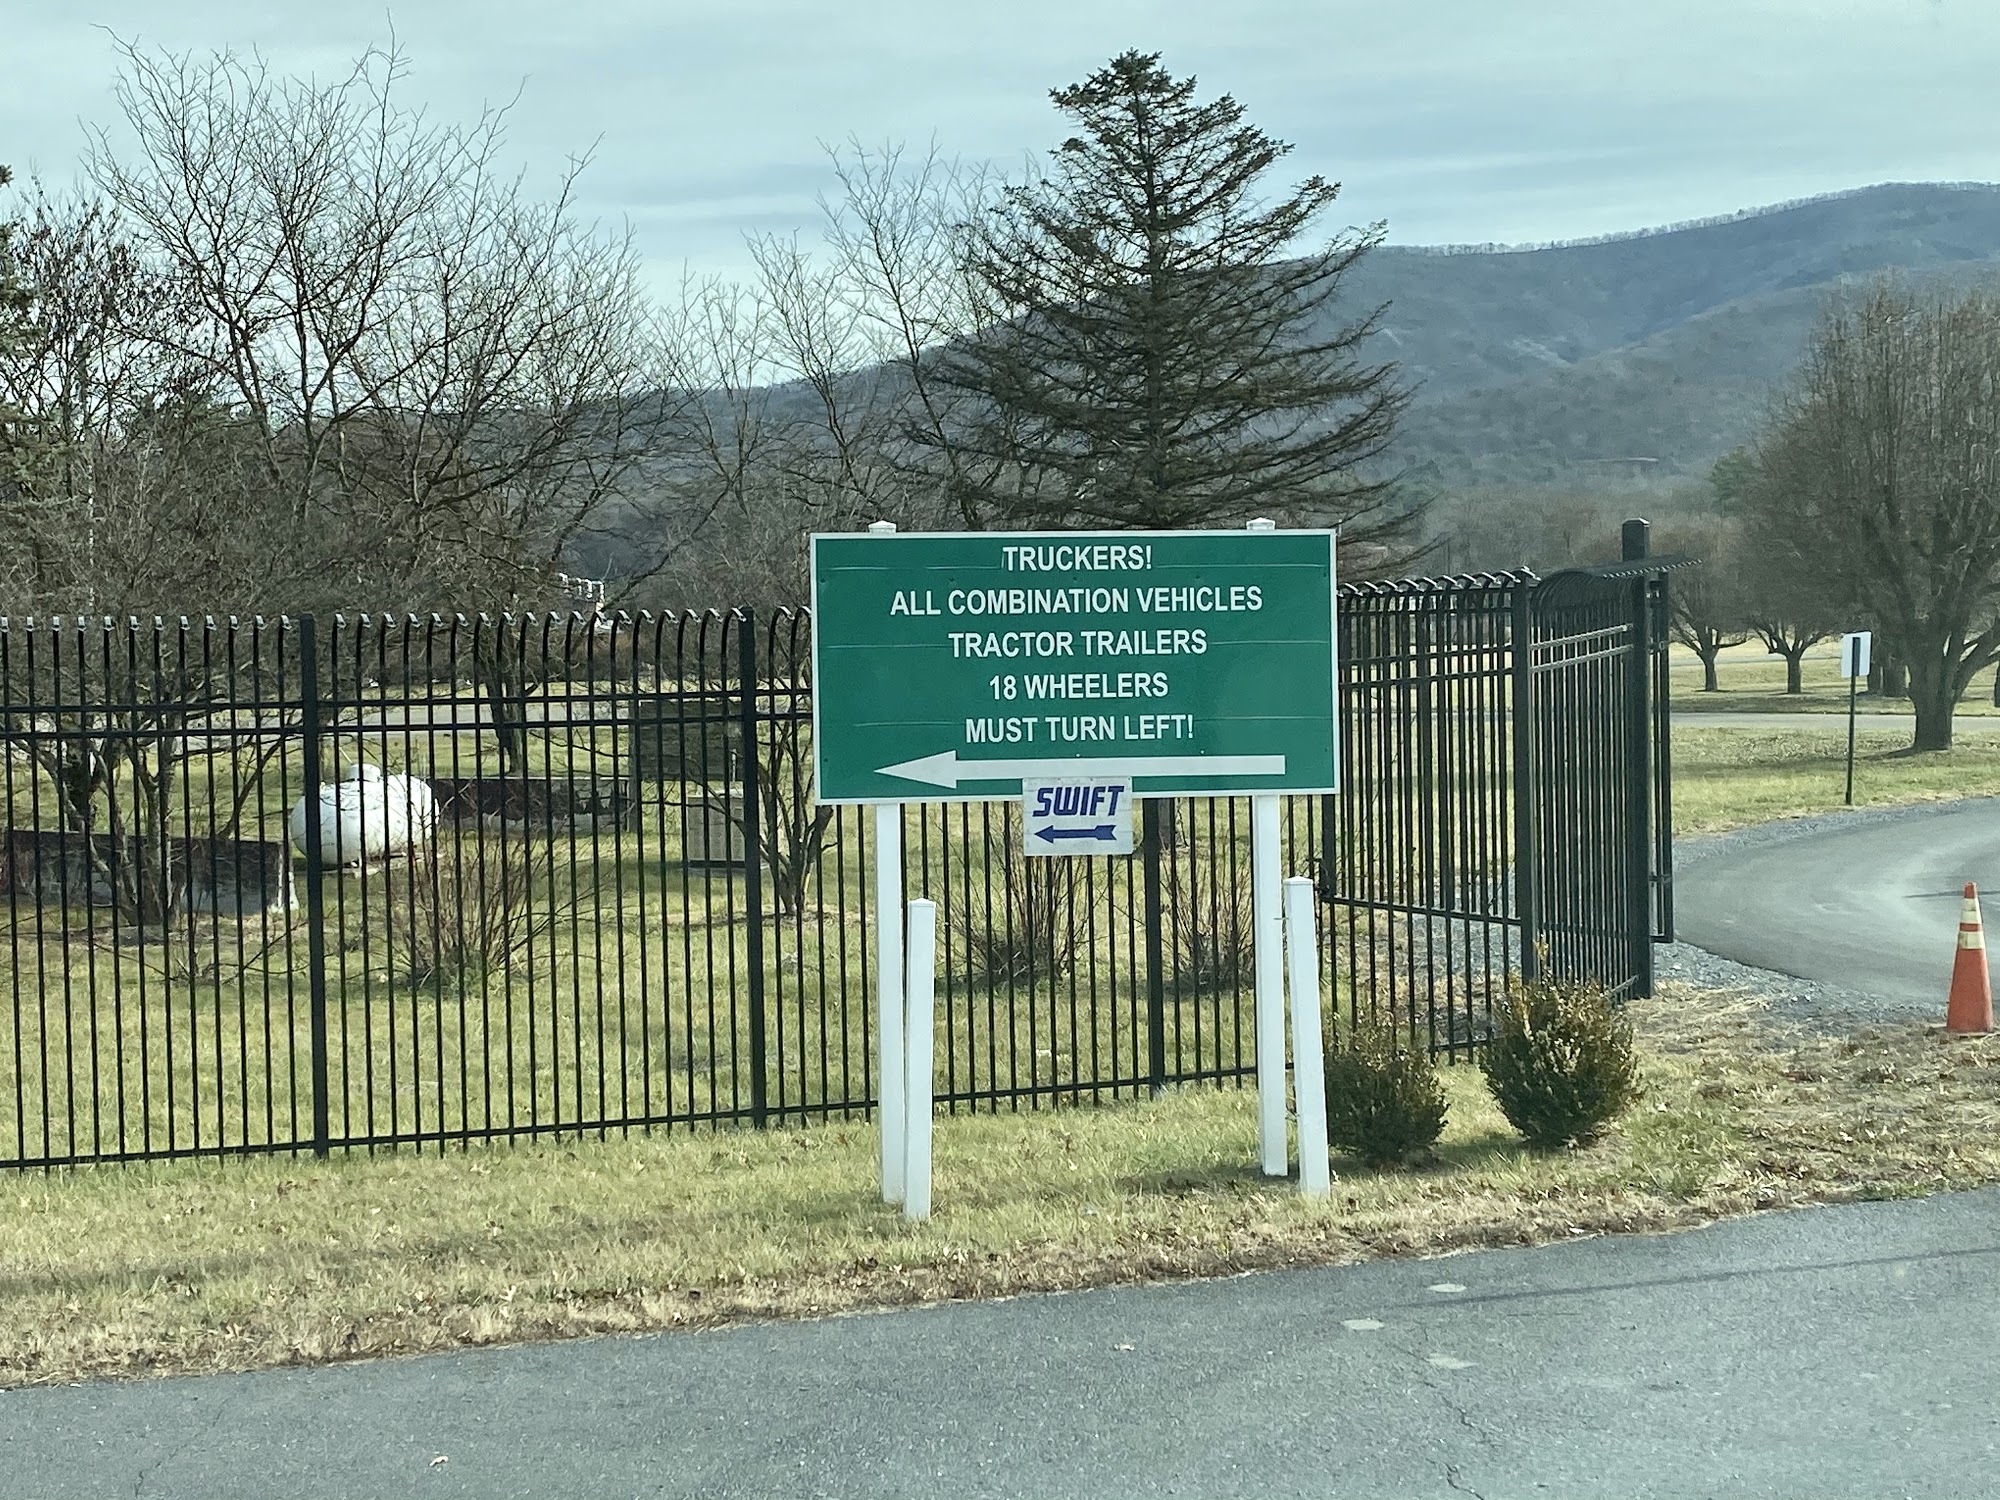 TRUCKERS!
ALL COMBINATION VEHICLES
TRACTOR TRAILERS
18 WHEELERS
MUST TURN LEFT!
SWIFT